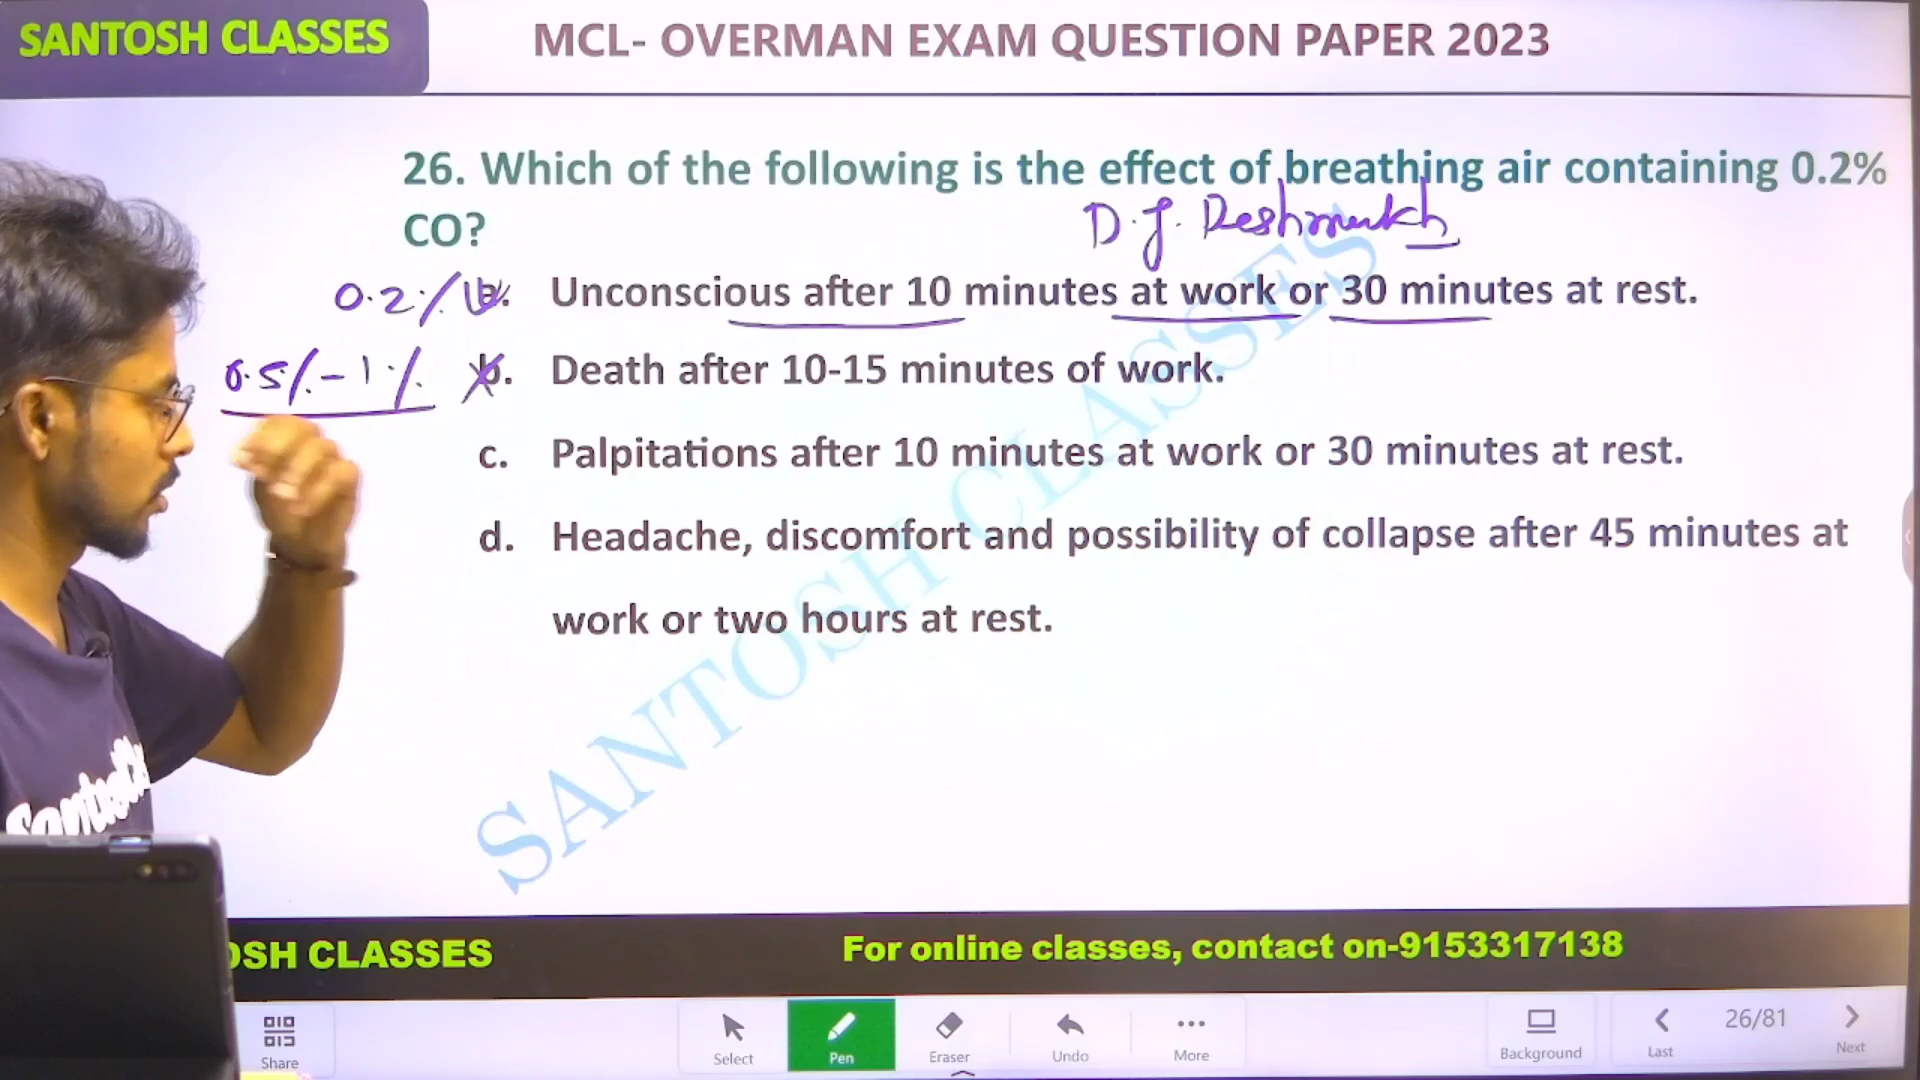 SANTOSH CLASSES
MCL- OVERMAN EXAM QUESTION PAPER 2023
26. Which of the following is the effect of breathing air containing 0.2%
CO?
D.J. Deshmukh
0.2% a. Unconscious after 10 minutes at work or 30 minutes at rest.
0.5% - 1% b. Death after 10-15 minutes of work.
c. Palpitations after 10 minutes at work or 30 minutes at rest.
d. Headache, discomfort and possibility of collapse after 45 minutes at
work or two hours at rest.
SANTOSH CLASSES
OSH CLASSES
For online classes, contact on-9153317138
Share
Select
Pen
Eraser
Undo
More
Background
Last
26/81
Next